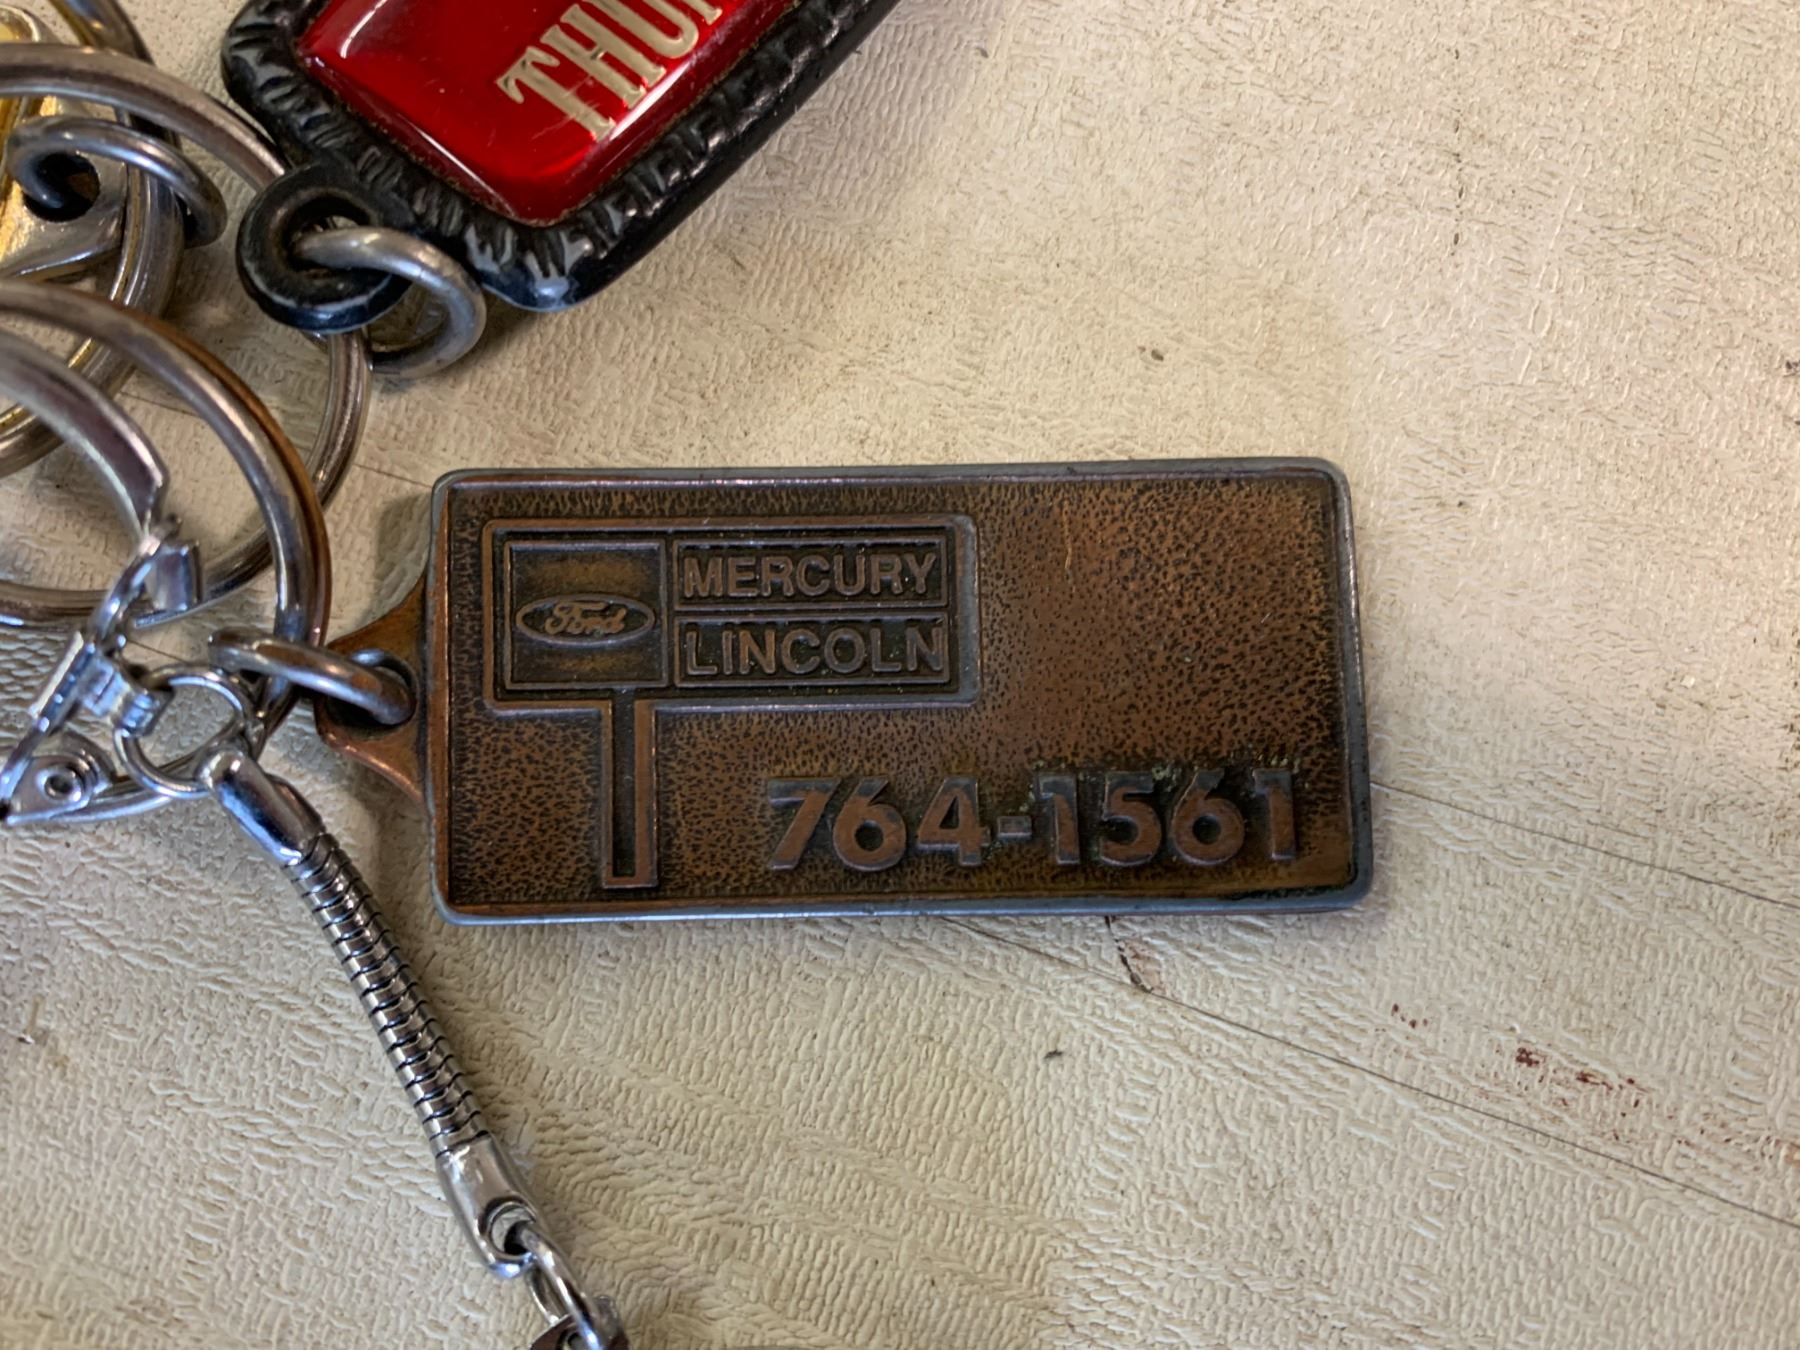 THU
Ford
MERCURY
LINCOLN
764-1561